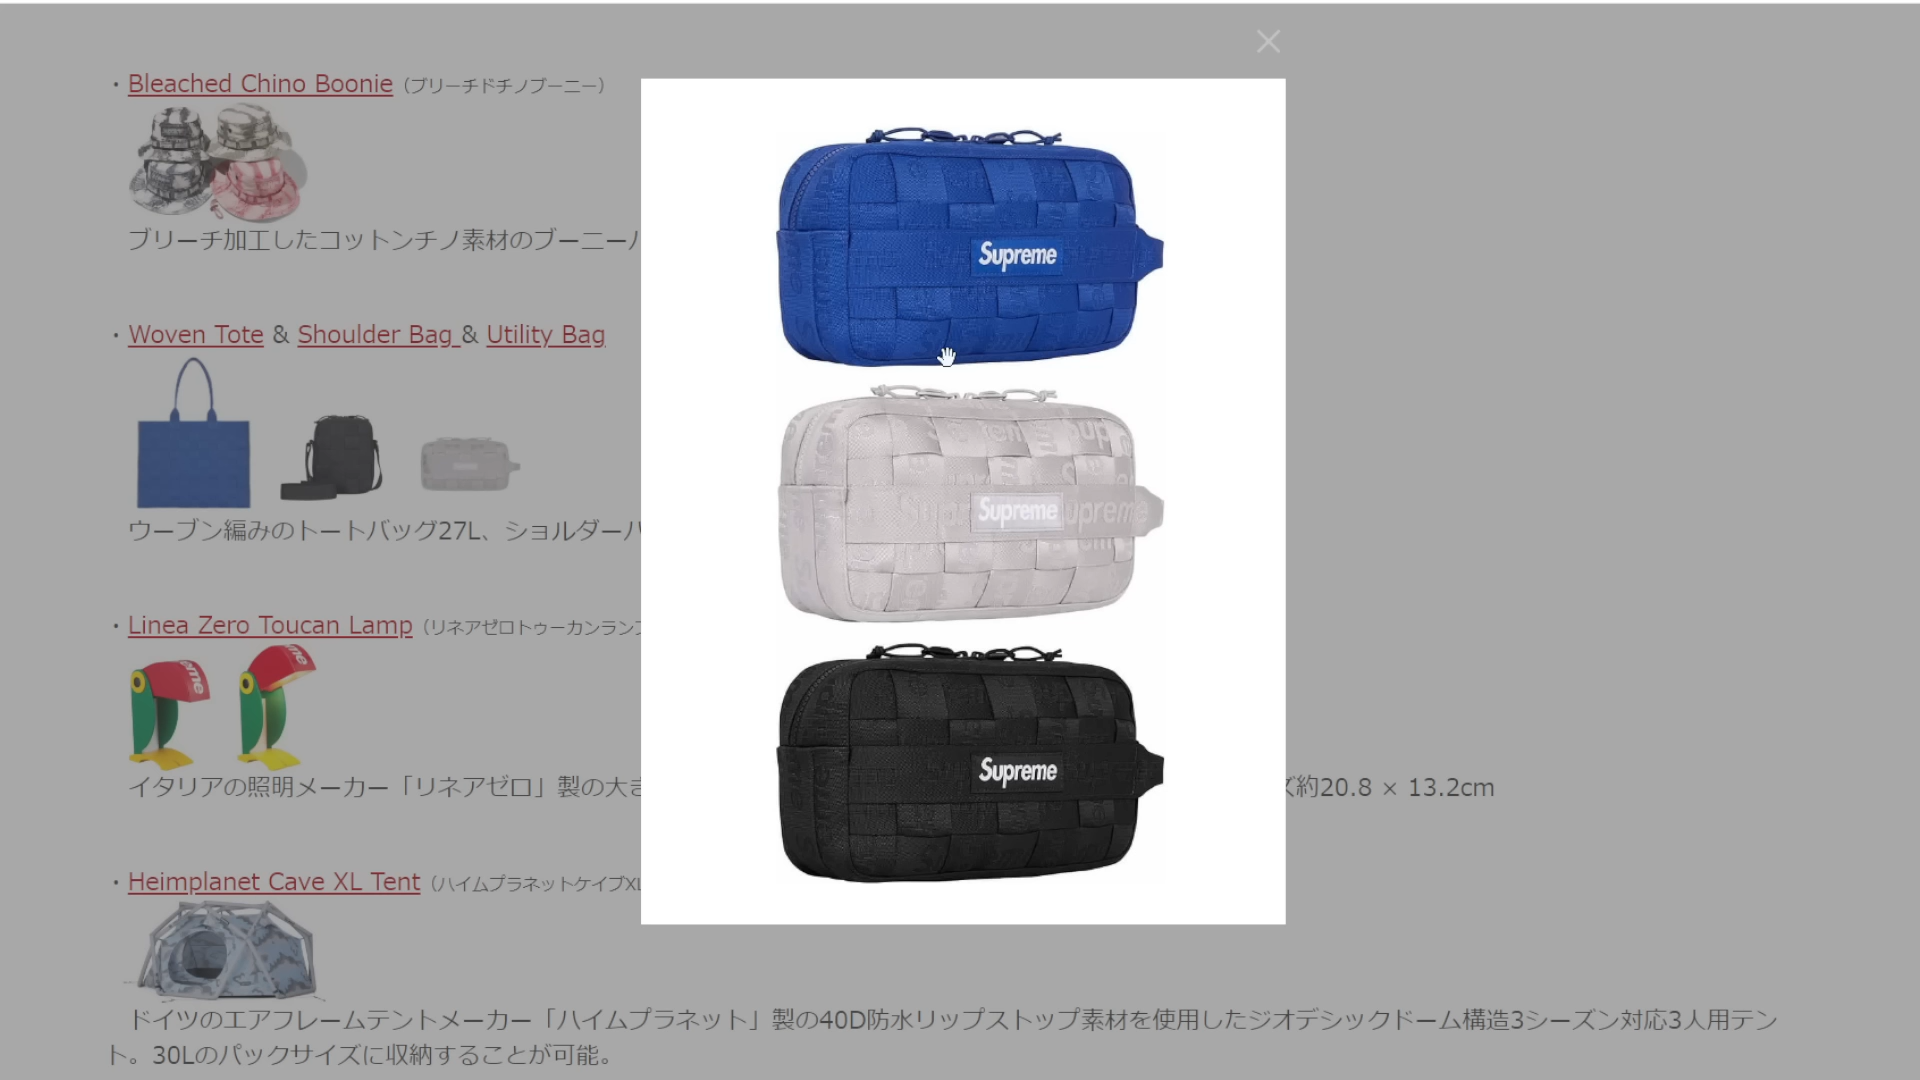 ・Bleached Chino Boonie（ブリーチドチノブーニー）
ブリーチ加工したコットンチノ素材のブーニー
・Woven Tote & Shoulder Bag & Utility Bag
ウーブン編みのトートバッグ27L、ショルダー
・Linea Zero Toucan Lamp（リネアゼロトゥーカンラン
イタリアの照明メーカー「リネアゼロ」製の大き
約20.8 × 13.2cm
・Heimplanet Cave XL Tent（ハイムプラネットケイブXL
ドイツのエアフレームテントメーカー「ハイムプラネット」製の40D防水リップストップ素材を使用したジオデシックドーム構造3シーズン対応3人用テン
ト。30Lのパックサイズに収納することが可能。
Supreme
Supreme
upreme
Supreme